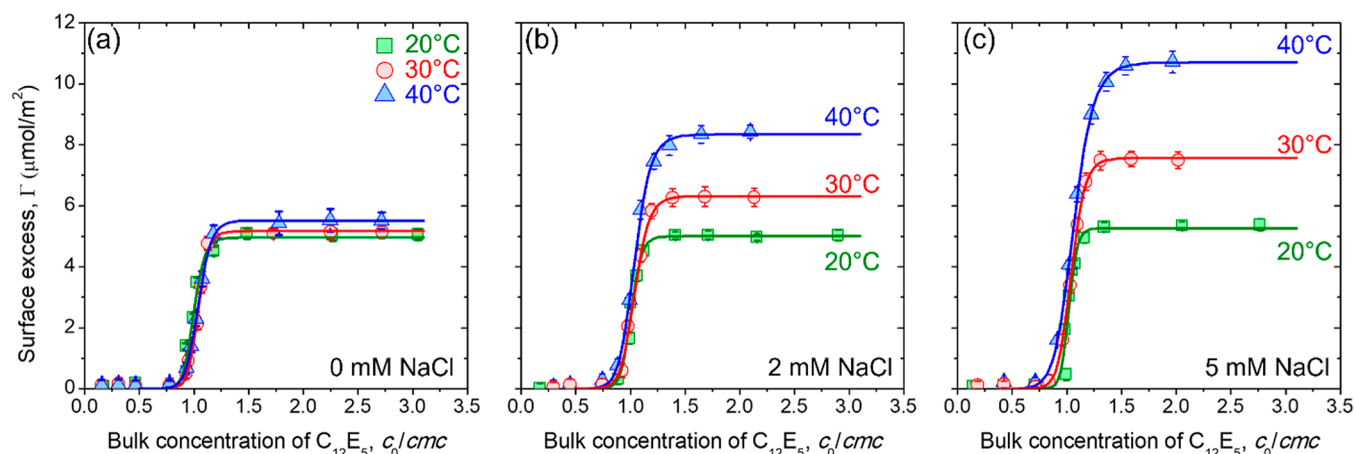 Surface excess, Γ (μmol/m²)
12
10
8
6
4
2
0
(a)
20°C
30°C
40°C
0 mM NaCl
0.0 0.5 1.0 1.5 2.0 2.5 3.0 3.5
Bulk concentration of C₁₂E₅, c₀/cmc
(b)
40°C
30°C
20°C
2 mM NaCl
0.0 0.5 1.0 1.5 2.0 2.5 3.0 3.5
Bulk concentration of C₁₂E₅, c₀/cmc
(c)
40°C
30°C
20°C
5 mM NaCl
0.0 0.5 1.0 1.5 2.0 2.5 3.0 3.5
Bulk concentration of C₁₂E₅, c₀/cmc